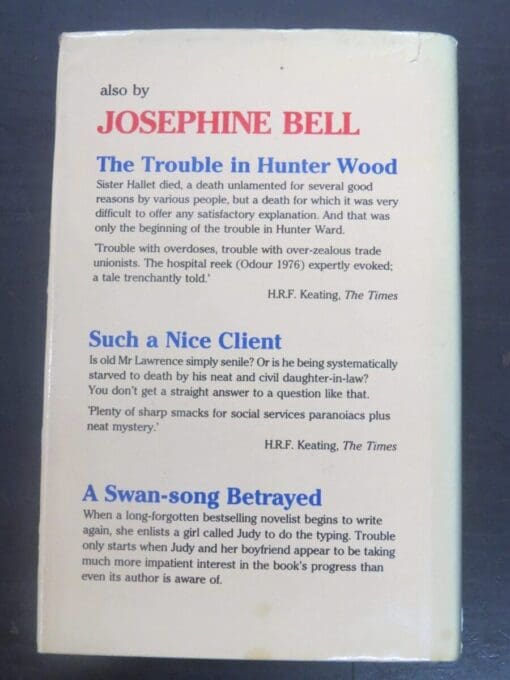 also by
JOSEPHINE BELL
The Trouble in Hunter Wood
Sister Hallet died, a death unlamented for several good
reasons by various people, but a death for which it was very
difficult to offer any satisfactory explanation. And that was
only the beginning of the trouble in Hunter Ward.
'Trouble with overdoses, trouble with over-zealous trade
unionists. The hospital reek (Odour 1976) expertly evoked;
a tale trenchantly told.'
H.R.F. Keating, The Times
Such a Nice Client
Is old Mr Lawrence simply senile? Or is he being systematically
starved to death by his neat and civil daughter-in-law?
You don't get a straight answer to a question like that.
'Plenty of sharp smacks for social services paranoiacs plus
neat mystery.'
H.R.F. Keating, The Times
A Swan-song Betrayed
When a long-forgotten bestselling novelist begins to write
again, she enlists a girl called Judy to do the typing. Trouble
only starts when Judy and her boyfriend appear to be taking
much more impatient interest in the book's progress than
even its author is aware of.